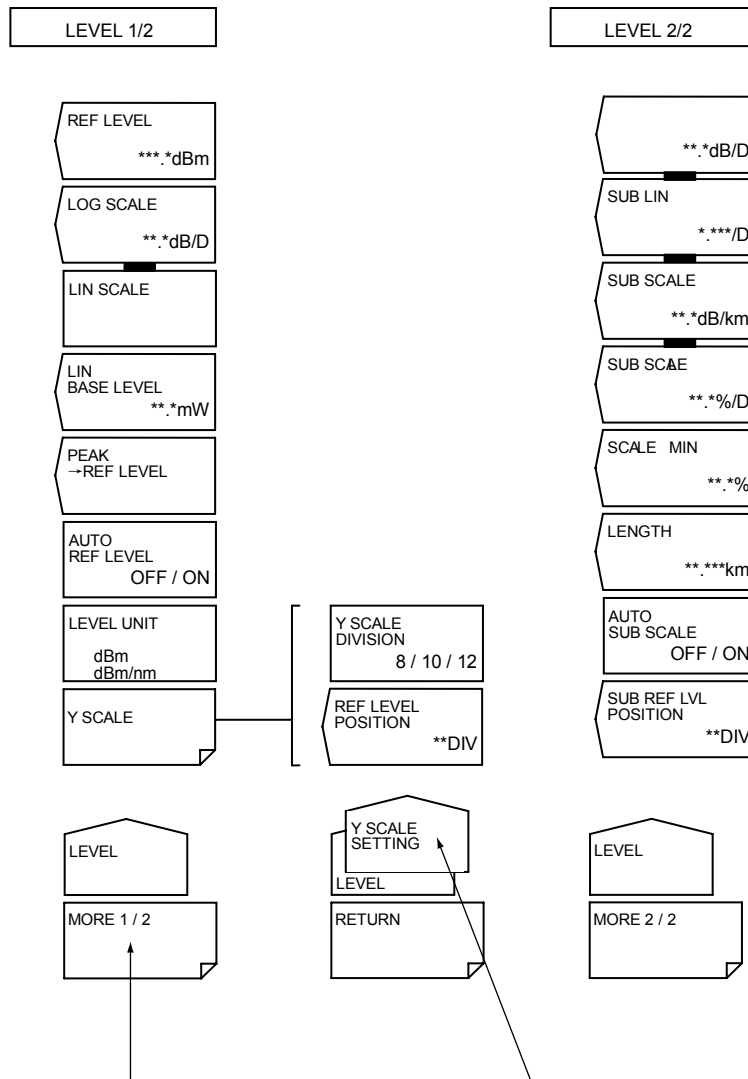 LEVEL 1/2
REF LEVEL
***.*dBm
LOG SCALE
**.*dB/D
LIN SCALE
LIN
BASE LEVEL
**.*mW
PEAK
→REF LEVEL
AUTO
REF LEVEL
OFF / ON
LEVEL UNIT
dBm
dBm/nm
Y SCALE
LEVEL
MORE 1 / 2
Y SCALE
DIVISION
8 / 10 / 12
REF LEVEL
POSITION
**DIV
Y SCALE
SETTING
LEVEL
RETURN
LEVEL 2/2
**.*dB/D
SUB LIN
*.***/D
SUB SCALE
**.*dB/km
SUB SCALE
**.*%/D
SCALE MIN
**.*%
LENGTH
**.***km
AUTO
SUB SCALE
OFF / ON
SUB REF LVL
POSITION
**DIV
LEVEL
MORE 2 / 2